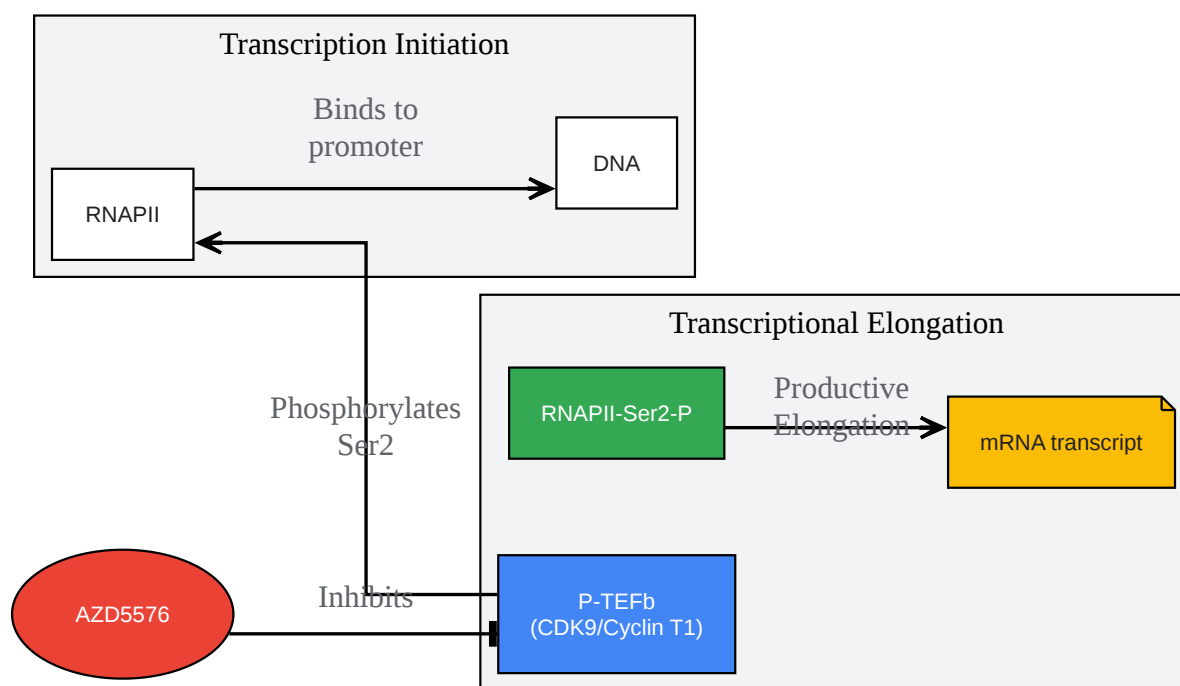 Transcription Initiation
Binds to
promoter
DNA
RNAPII
Transcriptional Elongation
Phosphorylates
Ser2
RNAPII-Ser2-P
Productive
Elongation
mRNA transcript
AZD5576
Inhibits
P-TEFb
(CDK9/Cyclin T1)